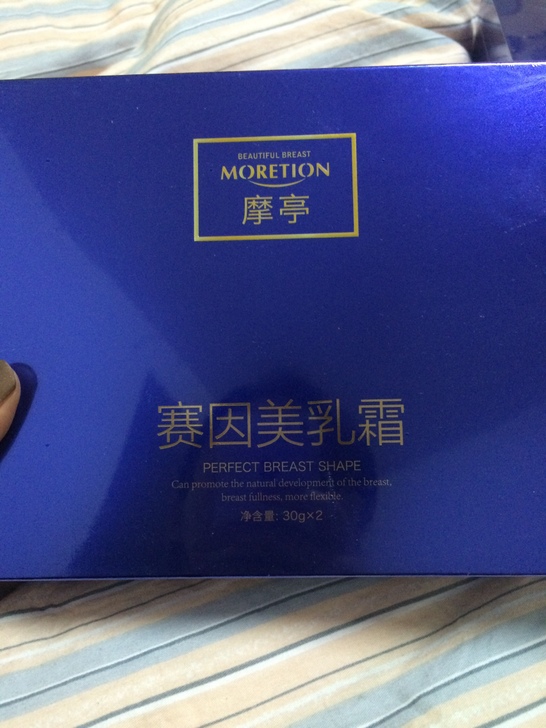 BEAUTIFUL BREAST
MORETION
摩亭
赛因美乳霜
PERFECT BREAST SHAPE
Can promote the natural development of the breast,
breast fullness, more flexible.
净含量: 30g×2